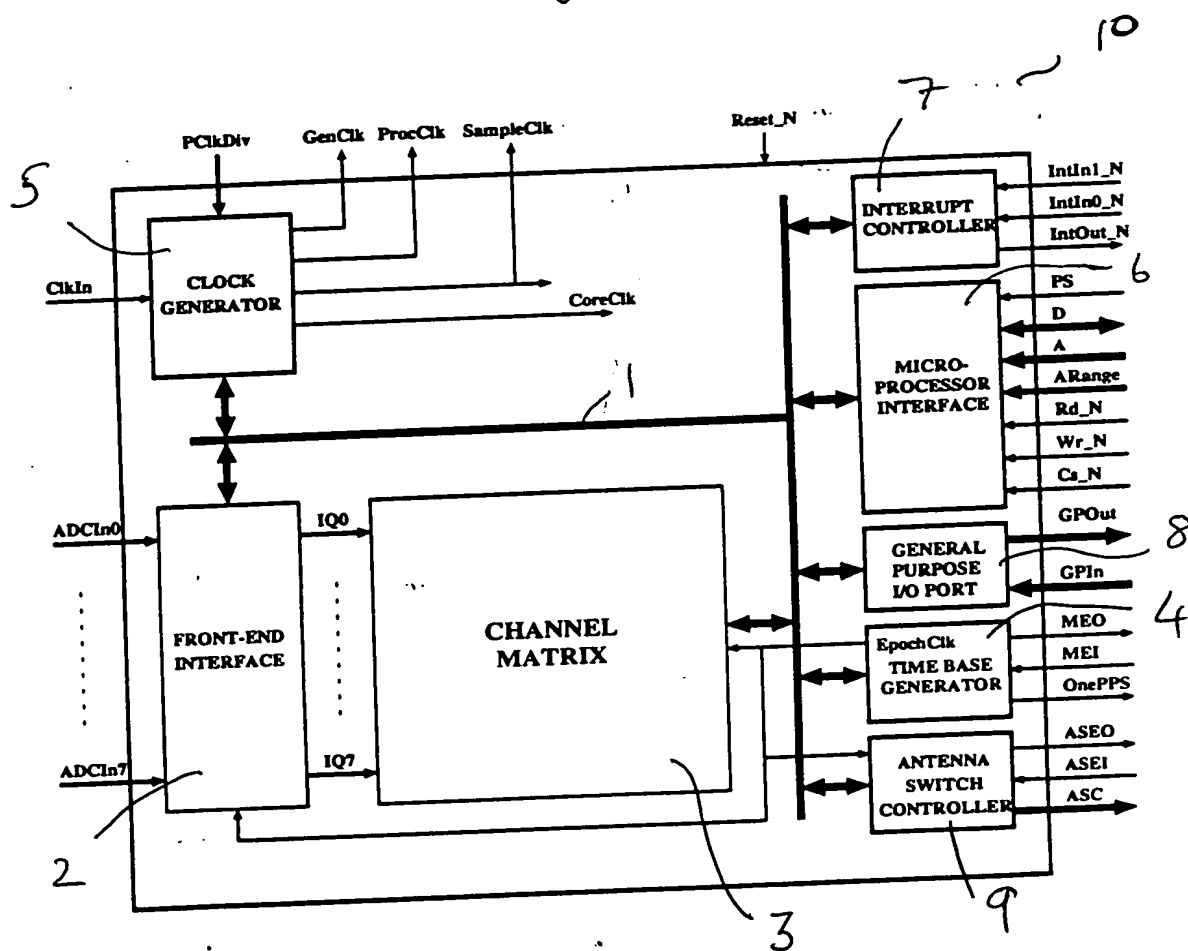 10
7
PClkDiv
GenClk
ProcClk
SampleClk
Reset_N
5
ClkIn
CLOCK
GENERATOR
CoreClk
INTERRUPT
CONTROLLER
IntIn1_N
IntIn0_N
IntOut_N
6
MICRO-
PROCESSOR
INTERFACE
PS
D
A
ARange
Rd_N
Wr_N
Cs_N
1
ADCIn0
ADCIn7
FRONT-END
INTERFACE
IQ0
IQ7
CHANNEL
MATRIX
GENERAL
PURPOSE
I/O PORT
GPOut
GPIn
8
4
EpochClk
TIME BASE
GENERATOR
MEO
MEI
OnePPS
ANTENNA
SWITCH
CONTROLLER
ASEO
ASEI
ASC
2
3
9